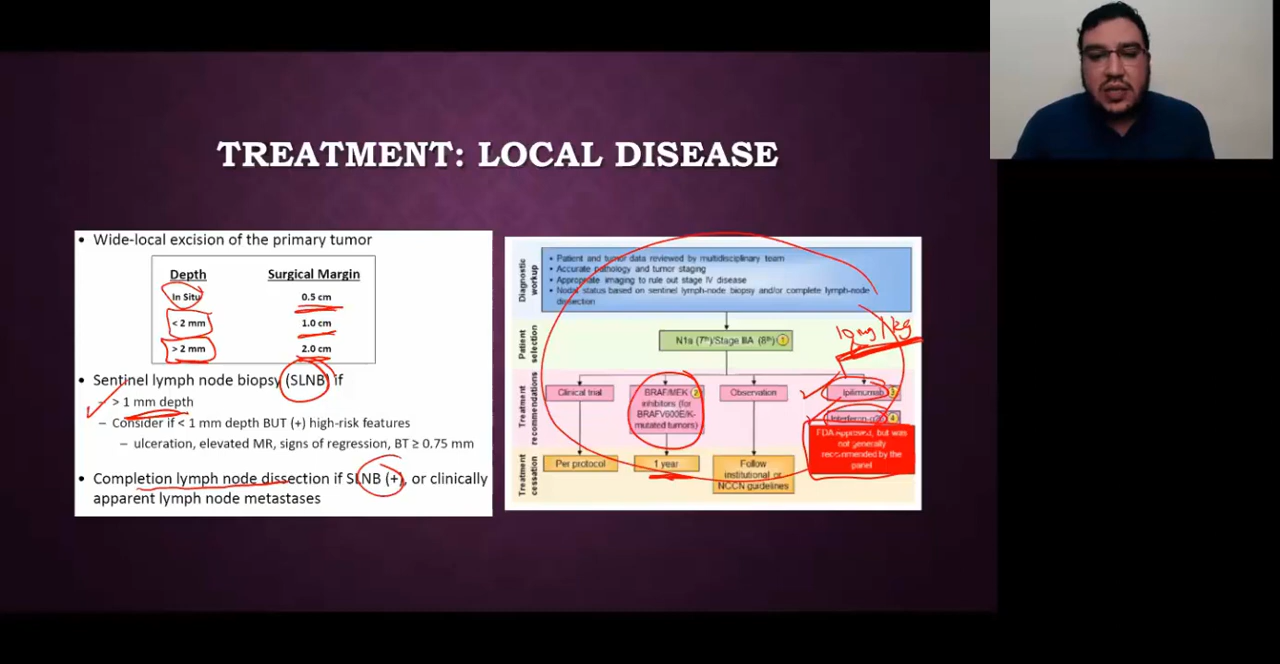 TREATMENT: LOCAL DISEASE
• Wide-local excision of the primary tumor
Depth Surgical Margin
In Situ 0.5 cm
< 2 mm 1.0 cm
> 2 mm 2.0 cm
• Sentinel lymph node biopsy (SLNB) if
> 1 mm depth
– Consider if < 1 mm depth BUT (+) high-risk features
– ulceration, elevated MR, signs of regression, BT ≥ 0.75 mm
• Completion lymph node dissection if SLNB (+), or clinically
apparent lymph node metastases
Diagnostic
workup
• Patient and tumor data reviewed by multidisciplinary team
• Accurate pathology and tumor staging
• Appropriate imaging to rule out stage IV disease
• Nodal status based on sentinel lymph-node biopsy and/or complete lymph-node
dissection
Patient
selection
N1a (7th)/Stage IIIA (8th) 1
10mg/kg
Treatment
recommendations
Clinical trial
BRAF/MEK 2
inhibitors (for
BRAFV600E/K-
mutated tumors)
Observation
Ipilimumab 3
Interferon-α2b 4
FDA Approved, but was
not generally
recommended by the
panel
Treatment
cessation
Per protocol
1 year
Follow
institutional or
NCCN guidelines